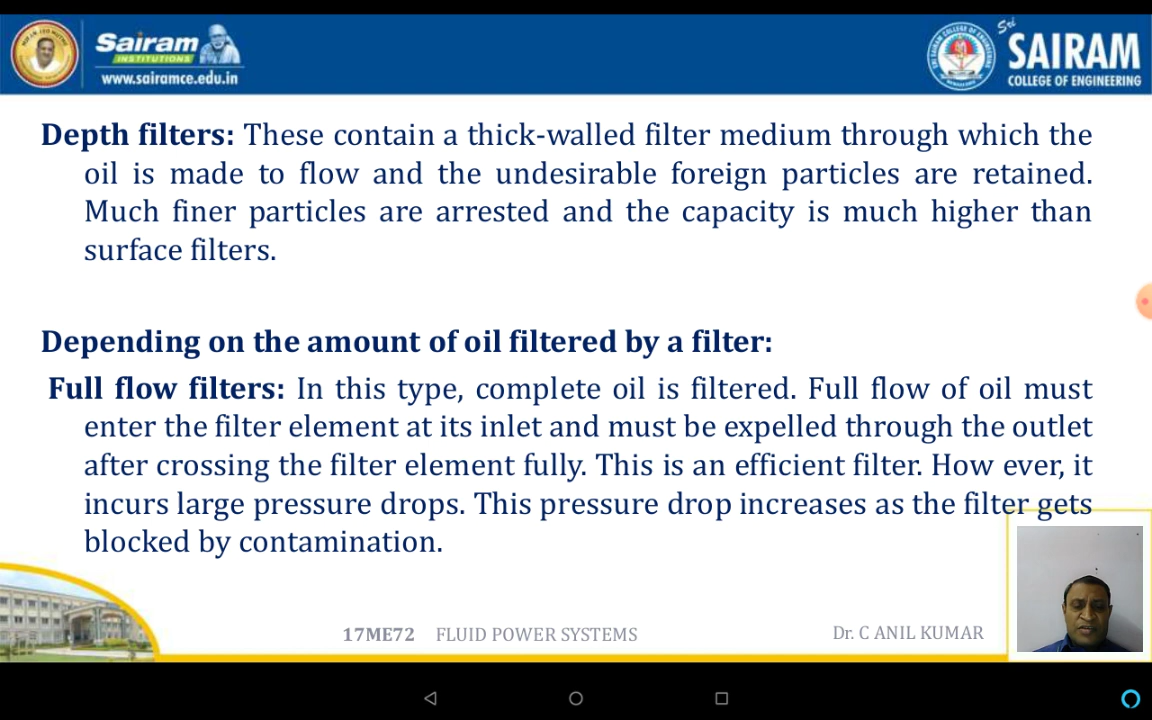 Sairam
INSTITUTIONS
www.sairamce.edu.in
Sri
SAIRAM
COLLEGE OF ENGINEERING
Depth filters: These contain a thick-walled filter medium through which the
oil is made to flow and the undesirable foreign particles are retained.
Much finer particles are arrested and the capacity is much higher than
surface filters.
Depending on the amount of oil filtered by a filter:
Full flow filters: In this type, complete oil is filtered. Full flow of oil must
enter the filter element at its inlet and must be expelled through the outlet
after crossing the filter element fully. This is an efficient filter. How ever, it
incurs large pressure drops. This pressure drop increases as the filter gets
blocked by contamination.
17ME72 FLUID POWER SYSTEMS
Dr. C ANIL KUMAR